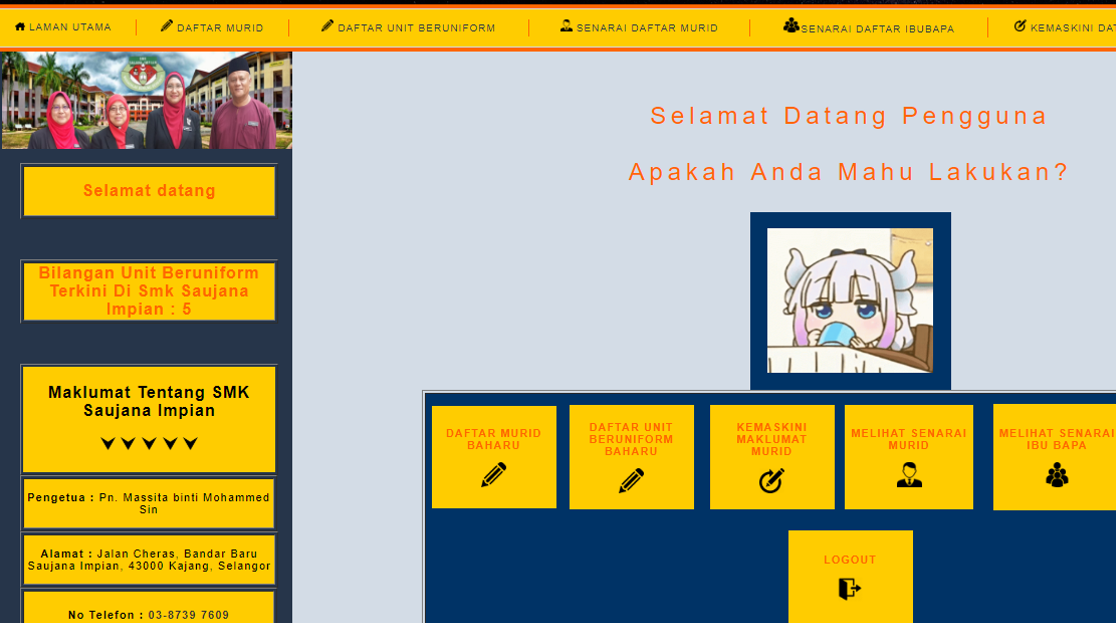 LAMAN UTAMA
DAFTAR MURID
DAFTAR UNIT BERUNIFORM
SENARAI DAFTAR MURID
SENARAI DAFTAR IBUBAPA
KEMASKINI DAT
Selamat datang
Bilangan Unit Beruniform
Terkini Di Smk Saujana
Impian : 5
Maklumat Tentang SMK
Saujana Impian
Pengetua : Pn. Massita binti Mohammed
Sin
Alamat : Jalan Cheras, Bandar Baru
Saujana Impian, 43000 Kajang, Selangor
No Telefon : 03-8739 7609
Selamat Datang Pengguna
Apakah Anda Mahu Lakukan?
DAFTAR MURID
BAHARU
DAFTAR UNIT
BERUNIFORM
BAHARU
KEMASKINI
MAKLUMAT
MURID
MELIHAT SENARAI
MURID
MELIHAT SENARAI
IBU BAPA
LOGOUT